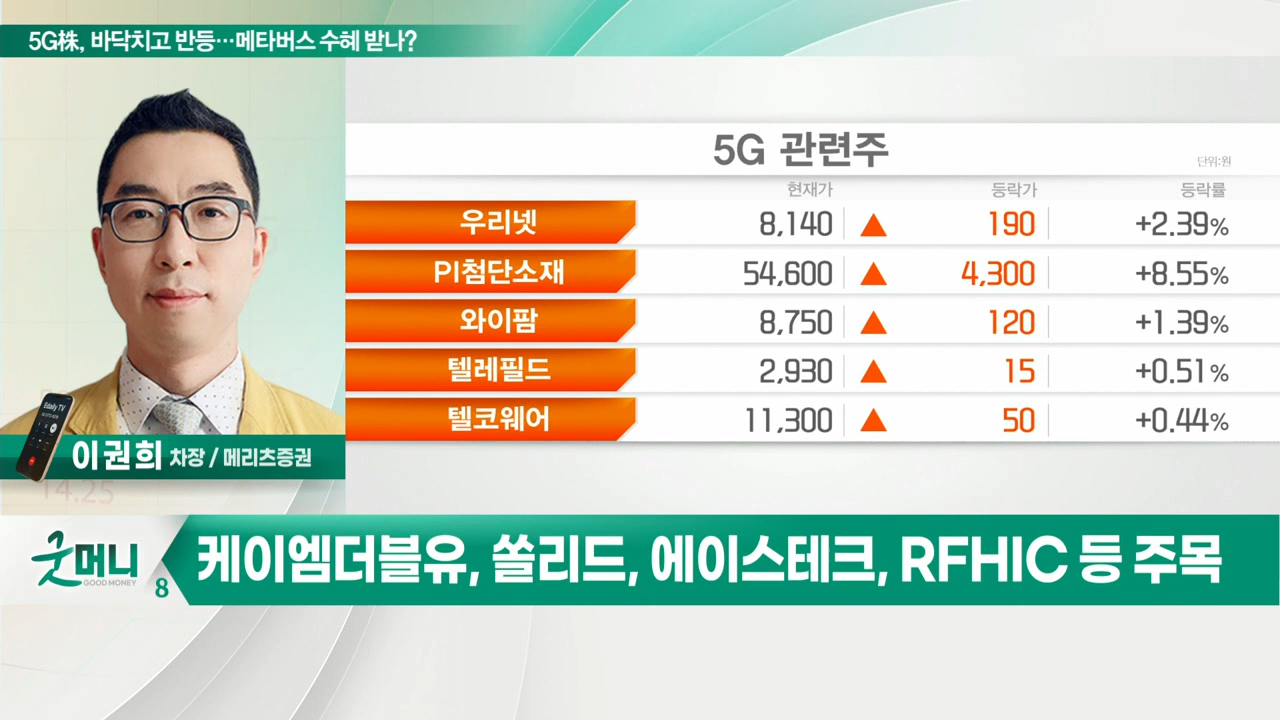 5G株, 바닥치고 반등…메타버스 수혜 받나?
5G 관련주
단위:원
현재가 등락가 등락률
우리넷 8,140 ▲ 190 +2.39%
PI첨단소재 54,600 ▲ 4,300 +8.55%
와이팜 8,750 ▲ 120 +1.39%
텔레필드 2,930 ▲ 15 +0.51%
텔코웨어 11,300 ▲ 50 +0.44%
Edaily TV
이권희 차장 / 메리츠증권
14.25
굿머니
GOOD MONEY
8
케이엠더블유, 쏠리드, 에이스테크, RFHIC 등 주목